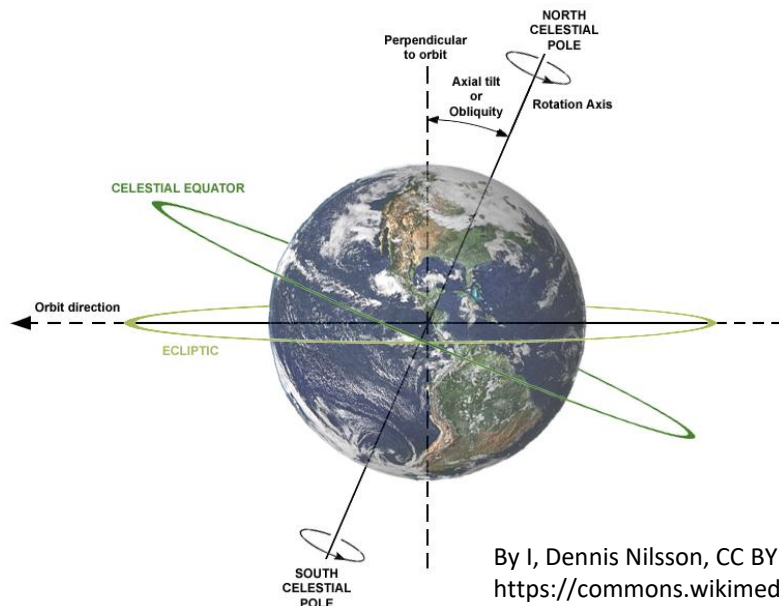 NORTH
CELESTIAL
POLE
Perpendicular
to orbit
Axial tilt
or
Obliquity
Rotation Axis
CELESTIAL EQUATOR
Orbit direction
ECLIPTIC
SOUTH
CELESTIAL
POLE
By I, Dennis Nilsson, CC BY
https://commons.wikimed